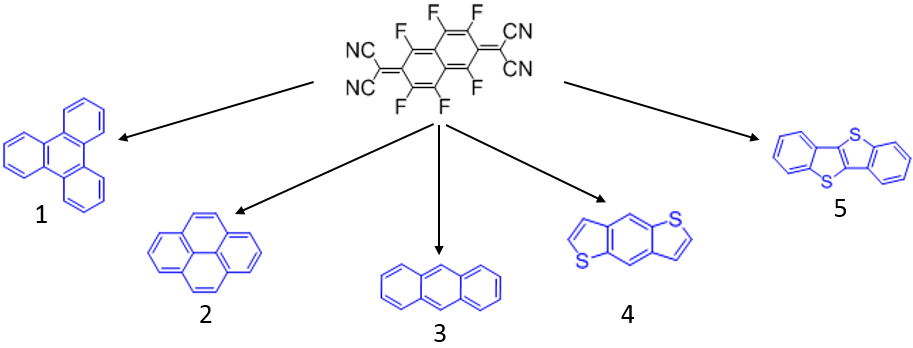 F F
NC F CN
NC CN
F F F
S S
1 S S
5
2 4
3